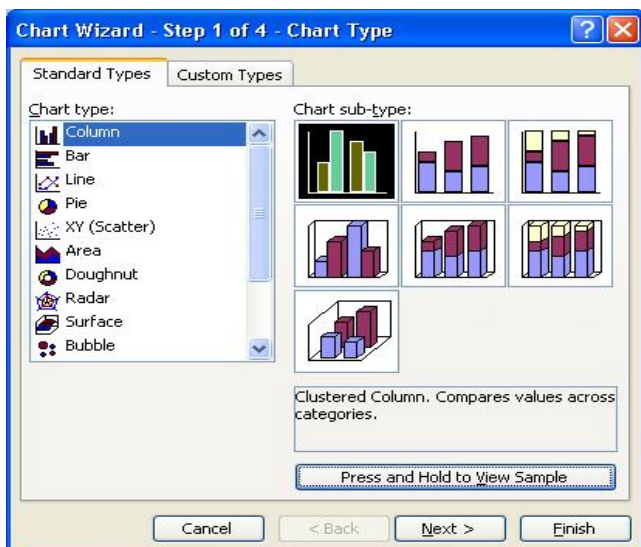 Chart Wizard - Step 1 of 4 - Chart Type
Standard Types
Custom Types
Chart type:
Column
Bar
Line
Pie
XY (Scatter)
Area
Doughnut
Radar
Surface
Bubble
Chart sub-type:
Clustered Column. Compares values across
categories.
Press and Hold to View Sample
Cancel
< Back
Next >
Finish